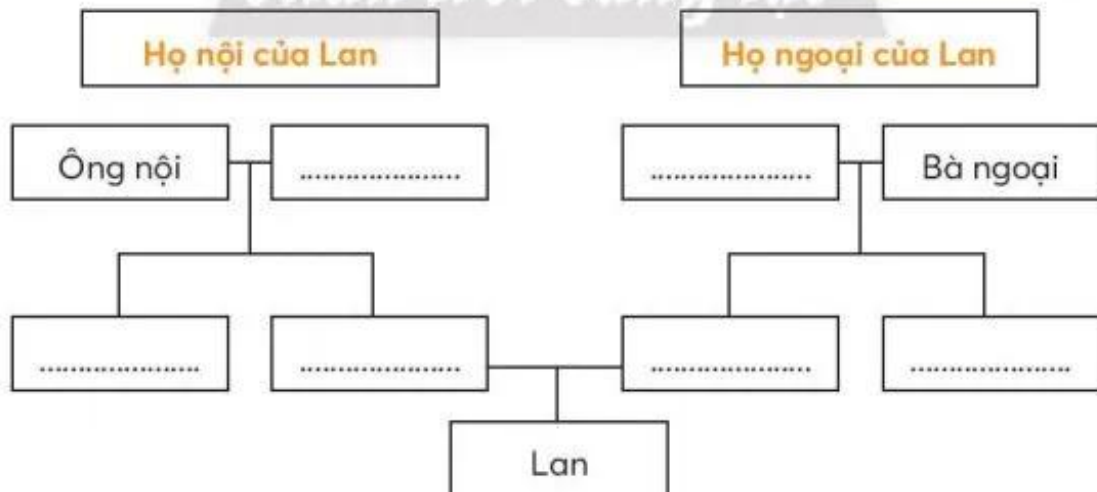 Họ nội của Lan Họ ngoại của Lan
Ông nội ..................... ..................... Bà ngoại
..................... ..................... ..................... .....................
Lan